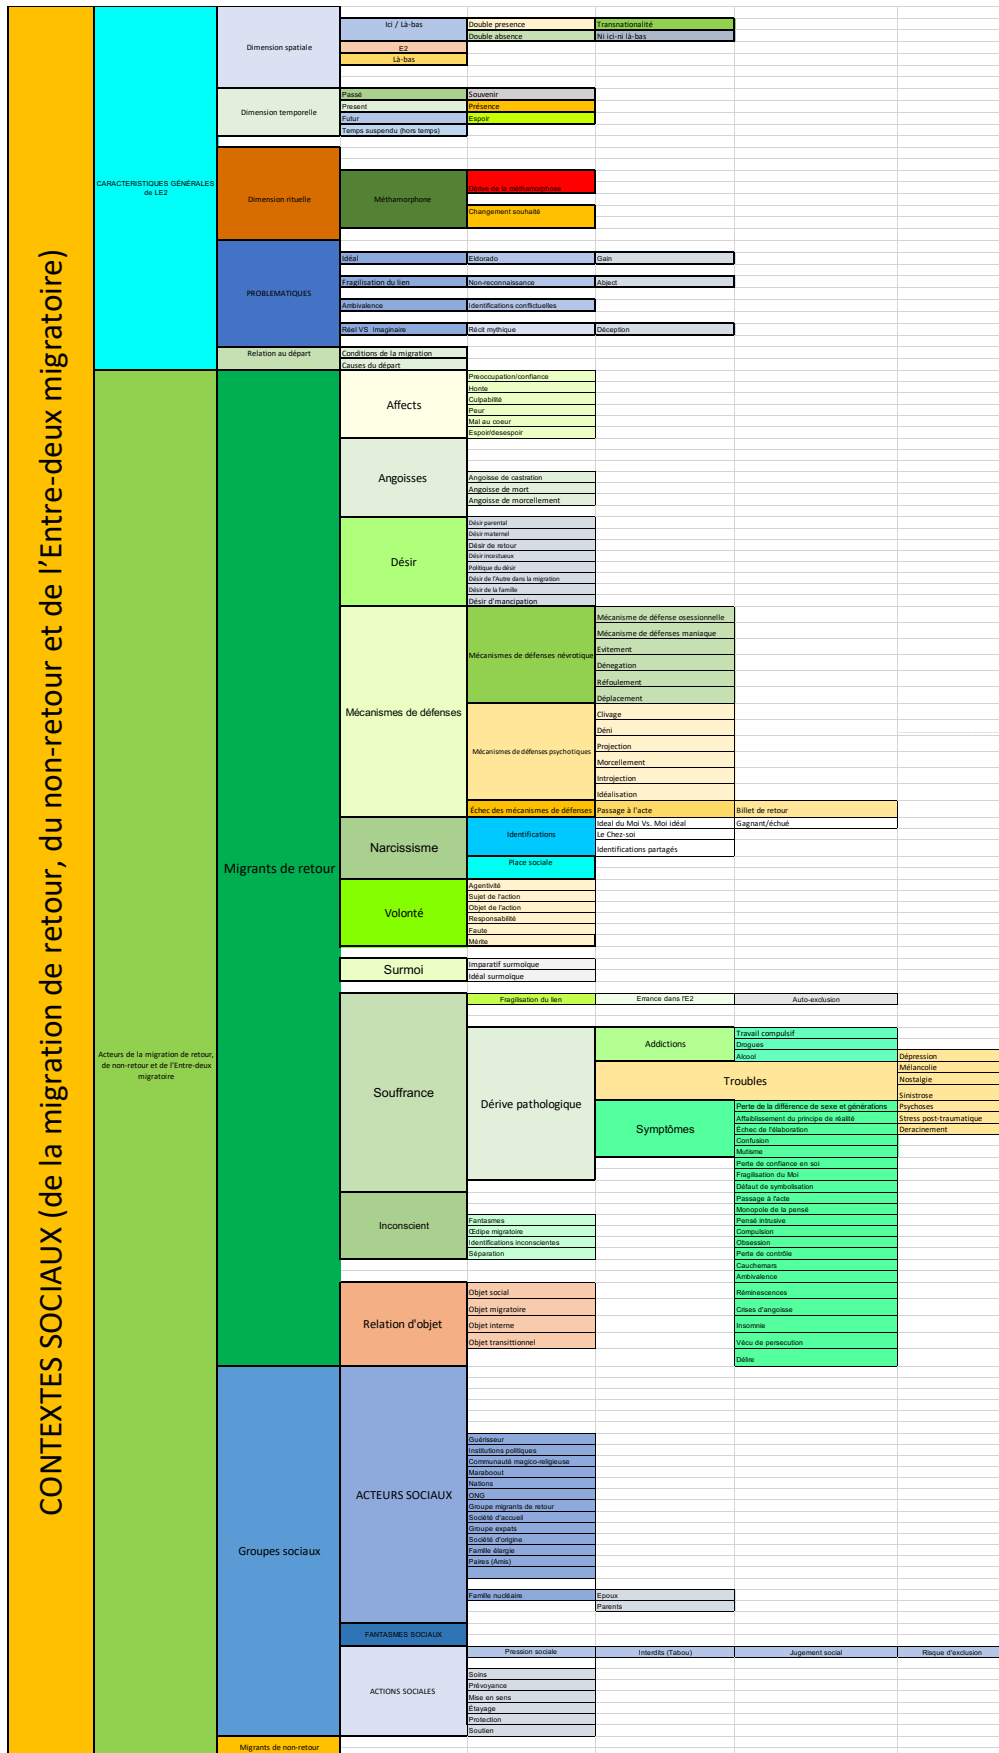 CONTEXTES SOCIAUX (de la migration de retour, du non-retour et de l'Entre-deux migratoire)
CARACTERISTIQUES GÉNÉRALES
de LE2
Dimension spatiale
Ici / Là-bas
Double presence
Transnationalité
Double absence
Ni ici-ni là-bas
E2
Là-bas
Dimension temporelle
Passé
Souvenir
Present
Présence
Futur
Espoir
Temps suspendu (hors temps)
Dimension rituelle
Méthamorphone
Dérive de la méthamorphone
Changement souhaité
PROBLEMATIQUES
Idéal
Eldorado
Gain
Fragilisation du lien
Non-reconnaissance
Abject
Ambivalence
Identifications conflictuelles
Réel VS Imaginaire
Récit mythique
Déception
Relation au départ
Conditions de la migration
Causes du départ
Acteurs de la migration de retour,
de non-retour et de l'Entre-deux
migratoire
Migrants de retour
Affects
Preoccupation/confiance
Honte
Culpabilité
Peur
Mal au coeur
Espoir/desespoir
Angoisses
Angoisse de castration
Angoisse de mort
Angoisse de morcellement
Désir
Désir parental
Désir maternel
Désir de retour
Désir incestueux
Politique du désir
Désir de l'Autre dans la migration
Désir de la famille
Désir d'mancipation
Mécanismes de défenses
Mécanismes de défenses névrotique
Mécanisme de défense osessionnelle
Mécanisme de défenses maniaque
Evitement
Dénegation
Réfoulement
Déplacement
Mécanismes de défenses psychotiques
Clivage
Déni
Projection
Morcellement
Introjection
Idéalisation
Échec des mécanismes de défenses
Passage à l'acte
Billet de retour
Narcissisme
Identifications
Ideal du Moi Vs. Moi idéal
Gagnant/échué
Le Chez-soi
Identifications partagés
Place sociale
Volonté
Agentivité
Sujet de l'action
Objet de l'action
Responsabilité
Faute
Mérite
Surmoi
Imparatif surmoïque
Idéal surmoïque
Souffrance
Fragilisation du lien
Errance dans l'E2
Auto-exclusion
Dérive pathologique
Addictions
Travail compulsif
Drogues
Alcool
Troubles
Dépression
Mélancolie
Nostalgie
Sinistrose
Psychoses
Stress post-traumatique
Deracinement
Symptômes
Perte de la différence de sexe et générations
Affaiblissement du principe de réalité
Échec de l'élaboration
Confusion
Mutisme
Perte de confiance en soi
Fragilisation du Moi
Défaut de symbolisation
Passage à l'acte
Monopole de la pensé
Pensé intrusive
Compulsion
Obsession
Perte de contrôle
Cauchemars
Ambivalence
Réminescences
Crises d'angoisse
Insomnie
Vécu de persecution
Délire
Inconscient
Fantasmes
Œdipe migratoire
Identifications inconscientes
Séparation
Relation d'objet
Objet social
Objet migratoire
Objet interne
Objet transittionnel
Groupes sociaux
ACTEURS SOCIAUX
Guérisseur
Institutions politiques
Communauté magico-religieuse
Maraboout
Nations
ONG
Groupe migrants de retour
Société d'accueil
Groupe expats
Société d'origine
Famille élargie
Paires (Amis)
Famille nucléaire
Epoux
Parents
FANTASMES SOCIAUX
ACTIONS SOCIALES
Pression sociale
Interdits (Tabou)
Jugement social
Risque d'exclusion
Soins
Prévoyance
Mise en sens
Étayage
Protection
Soutien
Migrants de non-retour